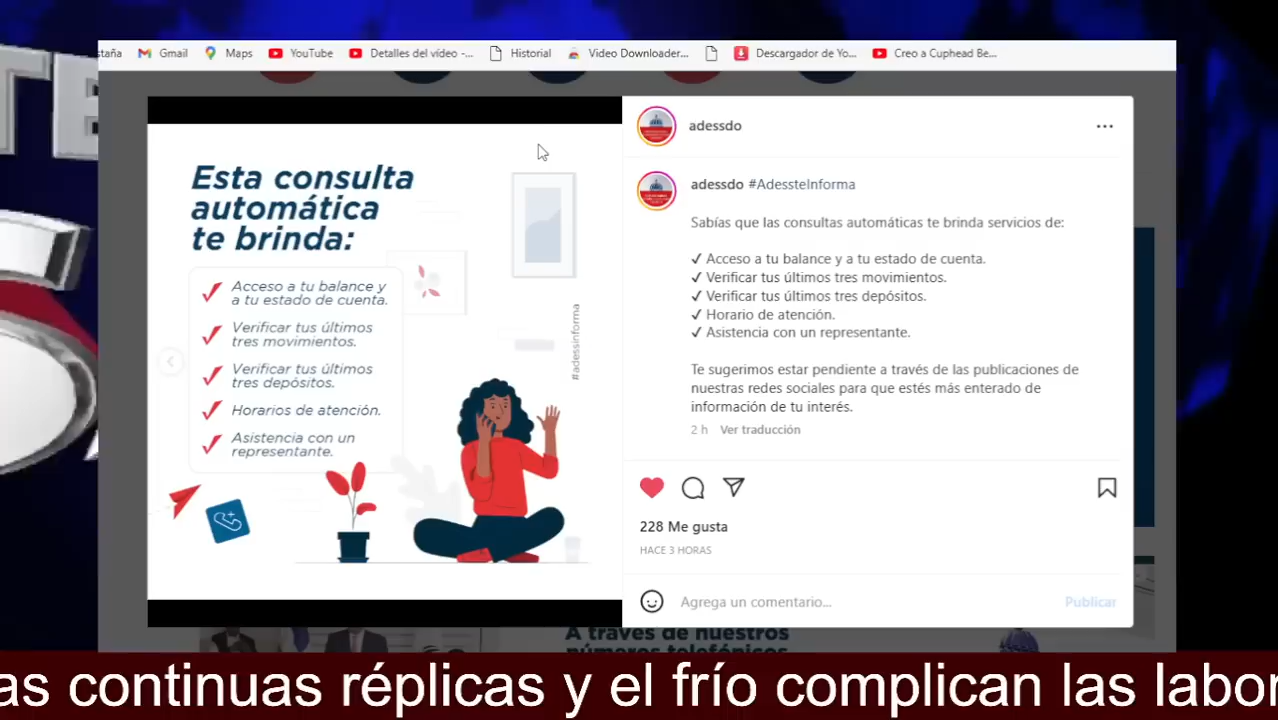 Gmail
Maps
YouTube
Detalles del vídeo -...
Historial
Video Downloader...
Descargador de Yo...
Creo a Cuphead Be...
Esta consulta
automática
te brinda:
Acceso a tu balance y
a tu estado de cuenta.
Verificar tus últimos
tres movimientos.
Verificar tus últimos
tres depósitos.
Horarios de atención.
Asistencia con un
representante.
#adessinforma
adessdo
adessdo #AdessteInforma
Sabías que las consultas automáticas te brinda servicios de:
✓ Acceso a tu balance y a tu estado de cuenta.
✓ Verificar tus últimos tres movimientos.
✓ Verificar tus últimos tres depósitos.
✓ Horario de atención.
✓ Asistencia con un representante.
Te sugerimos estar pendiente a través de las publicaciones de
nuestras redes sociales para que estés más enterado de
información de tu interés.
2 h Ver traducción
228 Me gusta
HACE 3 HORAS
Agrega un comentario...
Publicar
A través de nuestros
números telefónicos
as continuas réplicas y el frío complican las labor